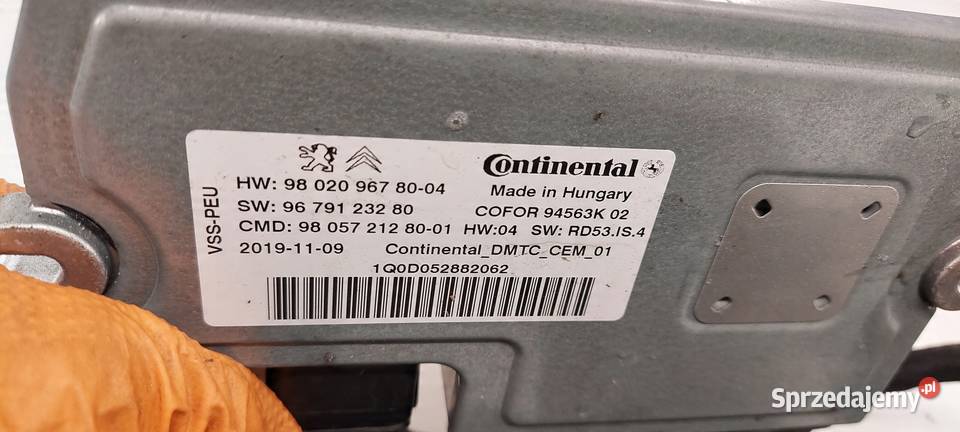 Continental
HW: 98 020 967 80-04
Made in Hungary
SW: 96 791 232 80
COFOR 94563K 02
CMD: 98 057 212 80-01 HW:04 SW: RD53.IS.4
2019-11-09 Continental_DMTC_CEM_01
1Q0D052882062
VSS-PEU
Sprzedajemy.pl